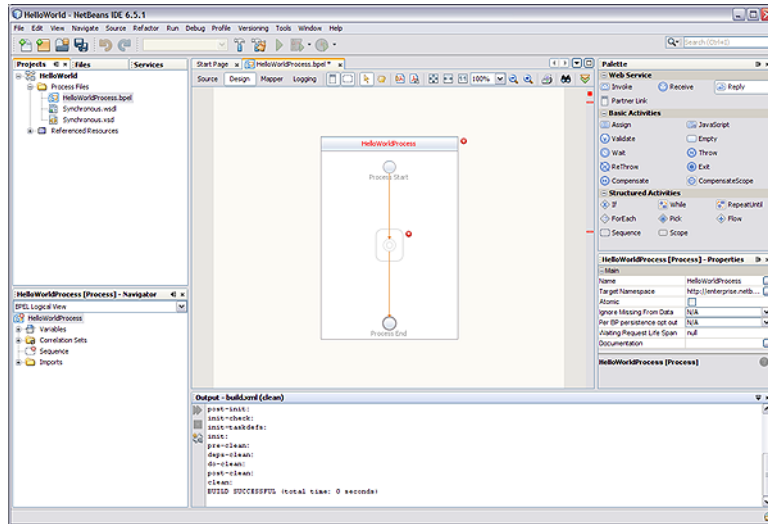 HelloWorld - NetBeans IDE 6.5.1
File Edit View Navigate Source Refactor Run Debug Profile Versioning Tools Window Help
Search (Ctrl+I)
Projects Files Services
HelloWorld
Process Files
HelloWorldProcess.bpel
Synchronous.wsdl
Synchronous.xsd
Referenced Resources
Start Page HelloWorldProcess.bpel *
Source Design Mapper Logging 100%
HelloWorldProcess
Process Start
Process End
Palette
Web Service
Invoke Receive Reply
Partner Link
Basic Activities
Assign JavaScript
Validate Empty
Wait Throw
ReThrow Exit
Compensate CompensateScope
Structured Activities
If While RepeatUntil
ForEach Pick Flow
Sequence Scope
HelloWorldProcess [Process] - Properties
Main
Name HelloWorldProcess
Target Namespace http://enterprise.netb...
Atomic
Ignore Missing From Data N/A
Per BP persistence opt out N/A
Waiting Request Life Span null
Documentation
HelloWorldProcess [Process]
HelloWorldProcess [Process] - Navigator
BPEL Logical View
HelloWorldProcess
Variables
Correlation Sets
Sequence
Imports
Output - build.xml (clean)
post-init:
init-check:
init-taskdefs:
init:
pre-clean:
deps-clean:
do-clean:
post-clean:
clean:
BUILD SUCCESSFUL (total time: 0 seconds)